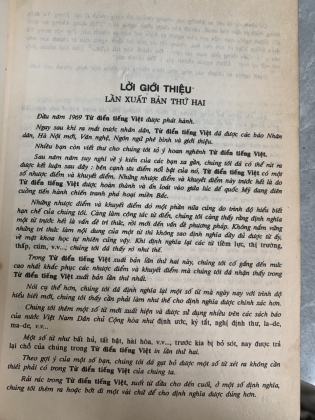 LỜI GIỚI THIỆU
LẦN XUẤT BẢN THỨ HAI
Đầu năm 1969 Từ điển tiếng Việt được phát hành.
Ngay sau khi ra mắt trước nhân dân, Từ điển tiếng Việt đã được các báo Nhân
dân, Hà Nội mới, Văn nghệ, Ngôn ngữ phê bình và giới thiệu.
Nhiều bạn còn viết thư cho chúng tôi tỏ ý hoan nghênh Từ điển tiếng Việt.
Sau năm năm suy nghĩ về ý kiến của các bạn xa gần, chúng tôi đã có thể rút ra
được kết luận sau đây : bên cạnh ưu điểm nổi bật của nó, Từ điển tiếng Việt có một
số nhược điểm và khuyết điểm. Những nhược điểm và khuyết điểm này trước hết là do
Từ điển tiếng Việt được hoàn thành và ấn loát vào giữa lúc đế quốc Mỹ đang điên
cuồng tiến hành chiến tranh phá hoại miền Bắc.
Những nhược điểm và khuyết điểm đó một phần nữa cũng do trình độ hiểu biết
hạn chế của chúng tôi. Càng làm công tác từ điển, chúng tôi càng thấy rằng định nghĩa
một từ trước hết là vấn đề tri thức, rồi mới đến vấn đề phương pháp. Không nắm vững
những tri thức làm nội dung của một từ thì không sao định nghĩa đầy đủ được từ đó
về mặt khoa học tự nhiên cũng vậy. Khi định nghĩa lại các từ tiềm lực, thị trường,
thấp, cúm, v.v..., chúng tôi đã thấy rõ như thế.
Trong Từ điển tiếng Việt xuất bản lần thứ hai này, chúng tôi cố gắng đến mức
cao nhất khắc phục các nhược điểm và khuyết điểm mà chúng tôi đã nhận thấy trong
Từ điển tiếng Việt xuất bản lần thứ nhất.
Nói cụ thể hơn, chúng tôi đã định nghĩa lại một số từ mà ngày nay với trình độ
hiểu biết mới, chúng tôi thấy cần phải làm như thế cho định nghĩa được chính xác hơn.
Chúng tôi thêm một số từ mới xuất hiện và được sử dụng nhiều trên các sách báo
của nước Việt Nam Dân chủ Cộng hòa như định ước, ký tắt, nghị định thư, la-de,
ma-de, v.v...
Một số từ như bất hủ, tất bật, hài hòa, v.v..., trước kia bị bỏ sót, nay được trả
lại chỗ của chúng trong Từ điển tiếng Việt in lần thứ hai.
Theo gợi ý của một số bạn, chúng tôi đã gạt bỏ được một số từ xét ra không cần
thiết phải có trong Từ điển tiếng Việt của chúng ta.
Rải rác trong Từ điển tiếng Việt, suốt từ đầu cho đến cuối, ở một số định nghĩa,
chúng tôi thêm ra hoặc bớt đi một vài chữ để cho định nghĩa được đúng hơn.